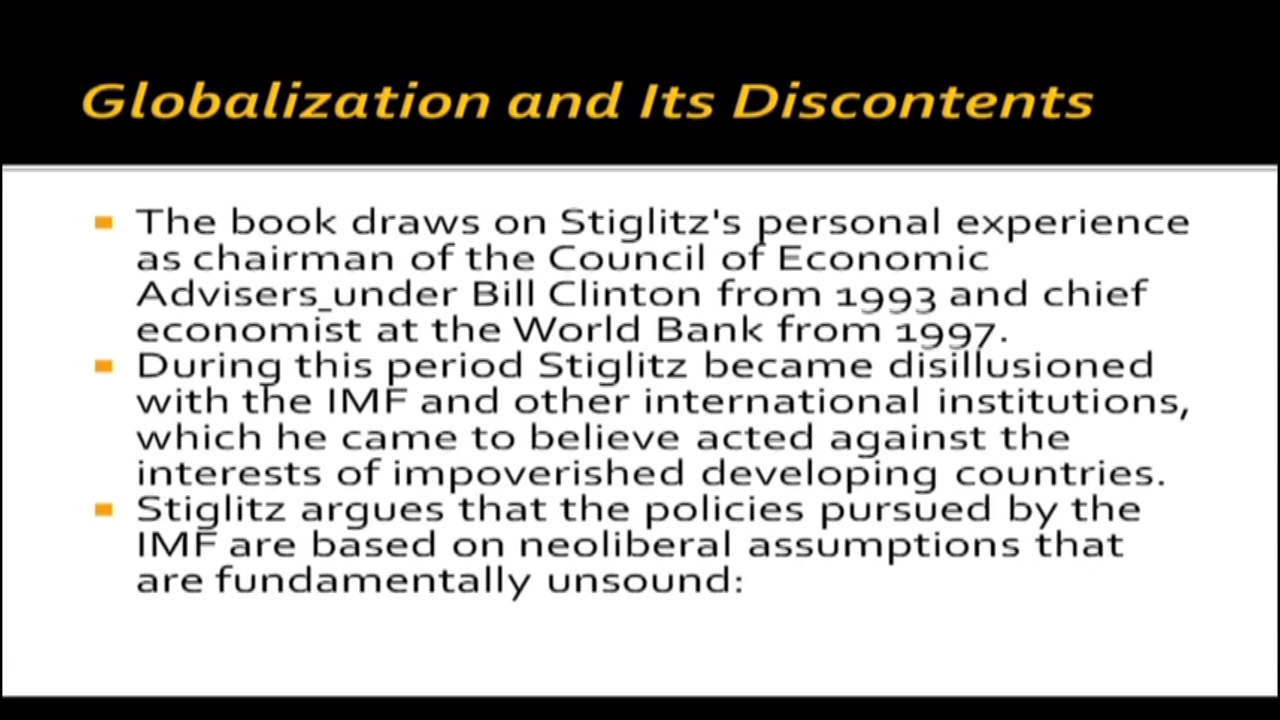 Globalization and Its Discontents
The book draws on Stiglitz's personal experience
as chairman of the Council of Economic
Advisers_under Bill Clinton from 1993 and chief
economist at the World Bank from 1997.
During this period Stiglitz became disillusioned
with the IMF and other international institutions,
which he came to believe acted against the
interests of impoverished developing countries.
Stiglitz argues that the policies pursued by the
IMF are based on neoliberal assumptions that
are fundamentally unsound: